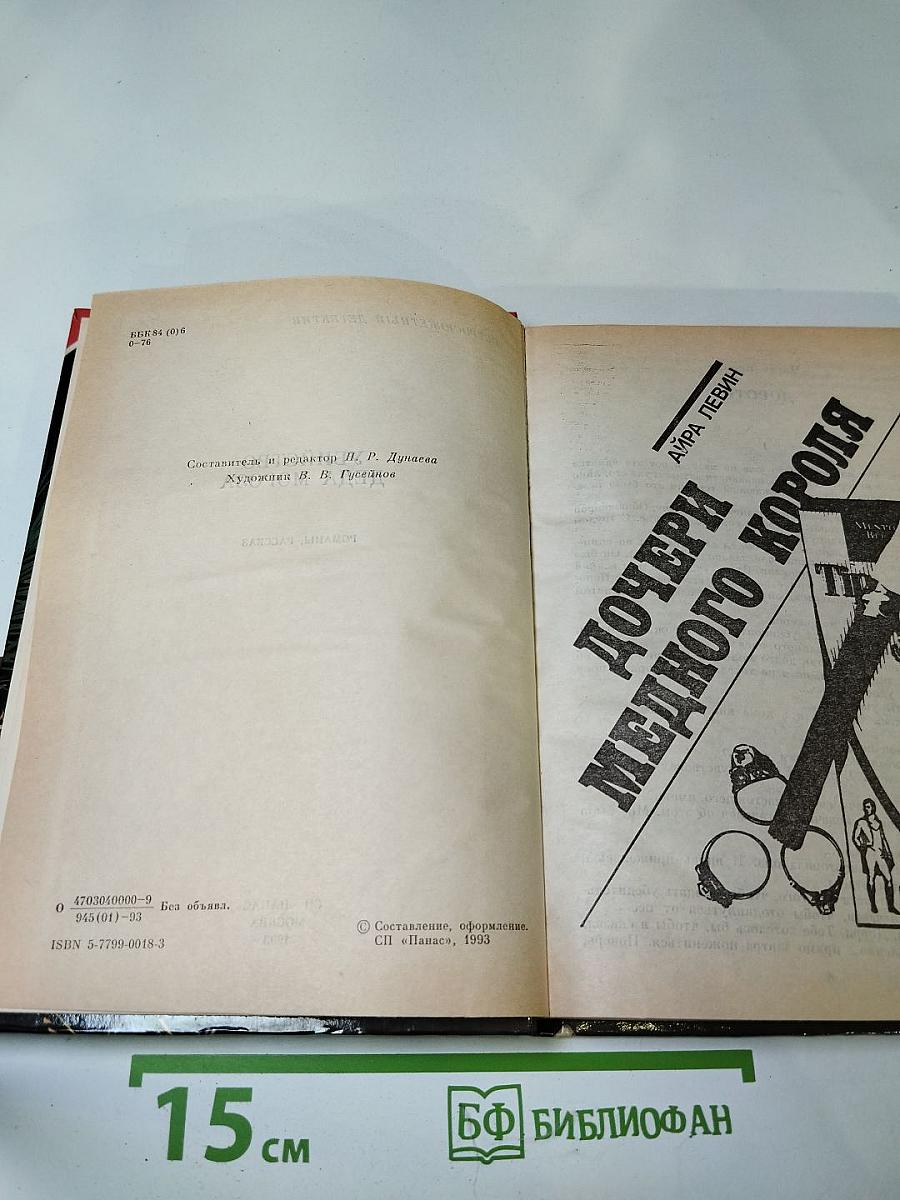 ББК 84 (0) 6
0-76
Составитель и редактор П. Р. Дунаева
Художник В. В. Гусейнов
О 4703040000-9
945 (01) -93 Без объявл.
ISBN 5-7799-0018-3
© Составление, оформление.
СП «Панас», 1993
АЙРА ЛЕВИН
ДОЧЕРИ
МЕДНОГО КОРОЛЯ
15 см
БФ БИБЛИОФАН